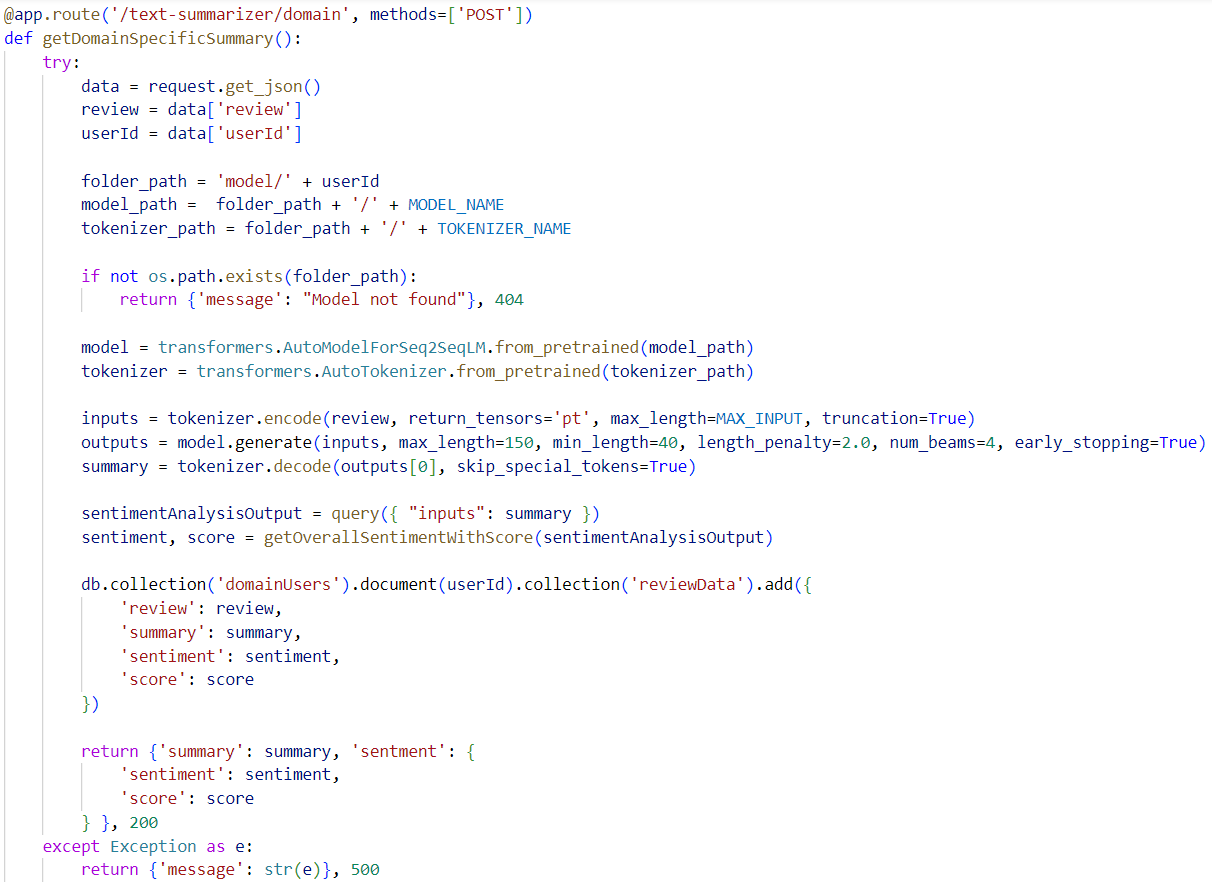 @app.route('/text-summarizer/domain', methods=['POST'])
def getDomainSpecificSummary():
    try:
        data = request.get_json()
        review = data['review']
        userId = data['userId']

        folder_path = 'model/' + userId
        model_path =  folder_path + '/' + MODEL_NAME
        tokenizer_path = folder_path + '/' + TOKENIZER_NAME

        if not os.path.exists(folder_path):
            return {'message': "Model not found"}, 404

        model = transformers.AutoModelForSeq2SeqLM.from_pretrained(model_path)
        tokenizer = transformers.AutoTokenizer.from_pretrained(tokenizer_path)

        inputs = tokenizer.encode(review, return_tensors='pt', max_length=MAX_INPUT, truncation=True)
        outputs = model.generate(inputs, max_length=150, min_length=40, length_penalty=2.0, num_beams=4, early_stopping=True)
        summary = tokenizer.decode(outputs[0], skip_special_tokens=True)

        sentimentAnalysisOutput = query({ "inputs": summary })
        sentiment, score = getOverallSentimentWithScore(sentimentAnalysisOutput)

        db.collection('domainUsers').document(userId).collection('reviewData').add({
            'review': review,
            'summary': summary,
            'sentiment': sentiment,
            'score': score
        })

        return {'summary': summary, 'sentment': {
            'sentiment': sentiment,
            'score': score
        } }, 200
    except Exception as e:
        return {'message': str(e)}, 500